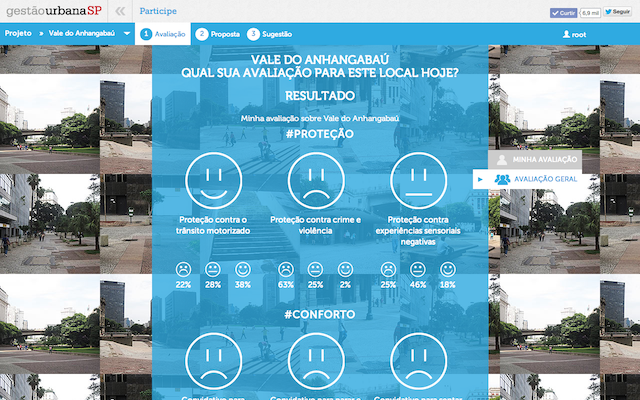 gestãourbanaSP
Participe
Curtir 6,9 mil Seguir
Projeto » Vale do Anhangabaú 1 Avaliação 2 Proposta 3 Sugestão root
VALE DO ANHANGABAÚ
QUAL SUA AVALIAÇÃO PARA ESTE LOCAL HOJE?
RESULTADO
Minha avaliação sobre Vale do Anhangabaú
#PROTEÇÃO
MINHA AVALIAÇÃO
AVALIAÇÃO GERAL
Proteção contra o
trânsito motorizado
Proteção contra crime e
violência
Proteção contra
experiências sensoriais
negativas
22% 28% 38% 63% 25% 2% 25% 46% 18%
#CONFORTO